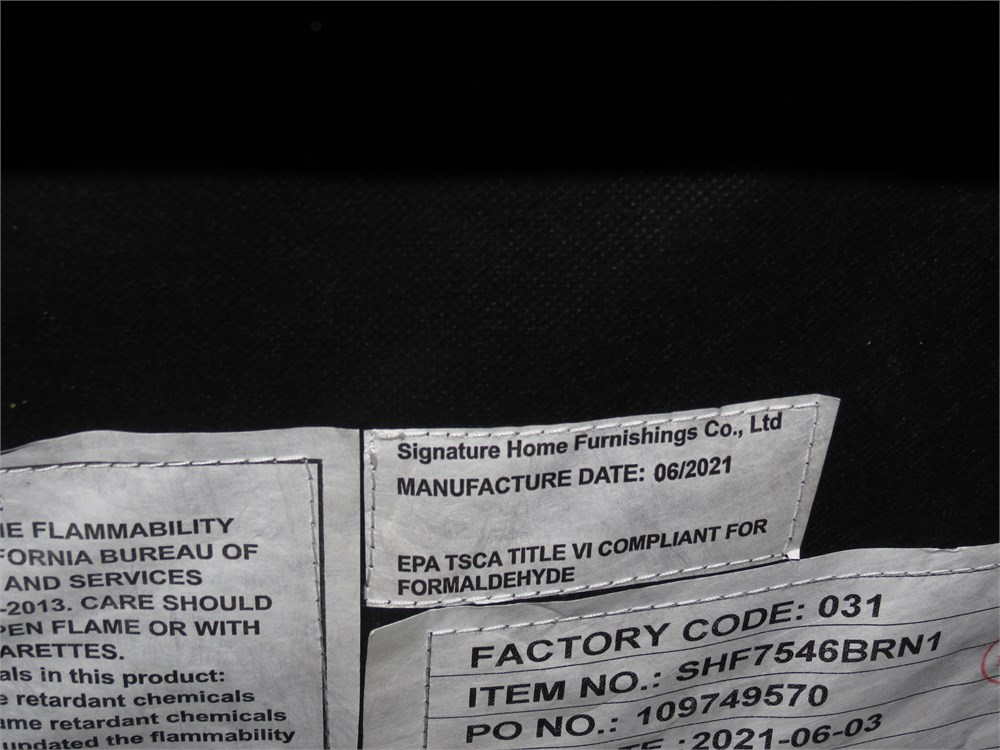 IE FLAMMABILITY
FORNIA BUREAU OF
AND SERVICES
-2013. CARE SHOULD
PEN FLAME OR WITH
ARETTES.
als in this product:
e retardant chemicals
ame retardant chemicals
updated the flammability
Signature Home Furnishings Co., Ltd
MANUFACTURE DATE: 06/2021
EPA TSCA TITLE VI COMPLIANT FOR
FORMALDEHYDE
FACTORY CODE: 031
ITEM NO.: SHF7546BRN1
PO NO.: 109749570
TE :2021-06-03